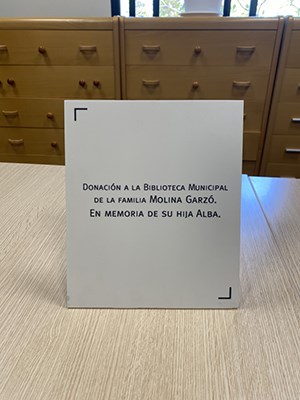 Donación a la Biblioteca Municipal
de la familia Molina Garzó.
En memoria de su hija Alba.